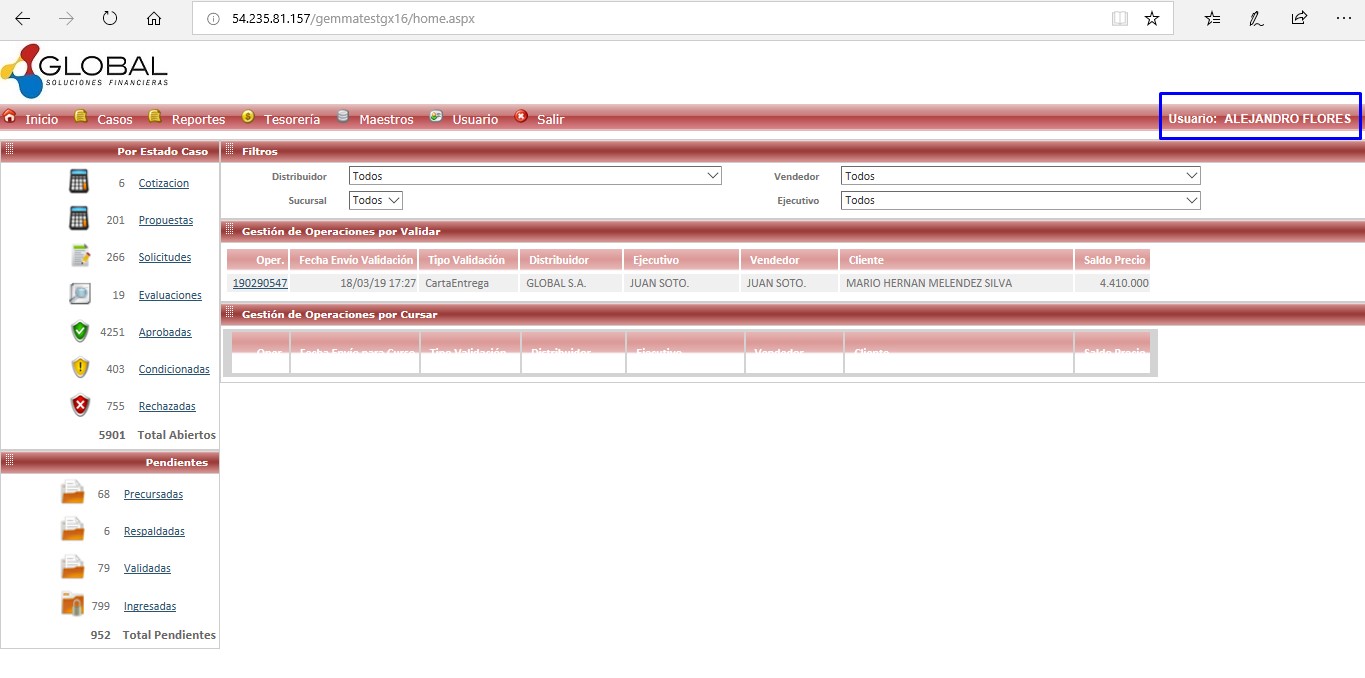 54.235.81.157/gemmatestgx16/home.aspx
GLOBAL
SOLUCIONES FINANCIERAS
Inicio Casos Reportes Tesorería Maestros Usuario Salir Usuario: ALEJANDRO FLORES
Por Estado Caso
6 Cotizacion
201 Propuestas
266 Solicitudes
19 Evaluaciones
4251 Aprobadas
403 Condicionadas
755 Rechazadas
5901 Total Abiertos
Pendientes
68 Precursadas
6 Respaldadas
79 Validadas
799 Ingresadas
952 Total Pendientes
Filtros
Distribuidor Todos Vendedor Todos
Sucursal Todos Ejecutivo Todos
Gestión de Operaciones por Validar
Oper. Fecha Envío Validación Tipo Validación Distribuidor Ejecutivo Vendedor Cliente Saldo Precio
190290547 18/03/19 17:27 CartaEntrega GLOBAL S.A. JUAN SOTO. JUAN SOTO. MARIO HERNAN MELENDEZ SILVA 4.410.000
Gestión de Operaciones por Cursar
Oper. Fecha Envío para Curse Tipo Validación Distribuidor Ejecutivo Vendedor Cliente Saldo Precio